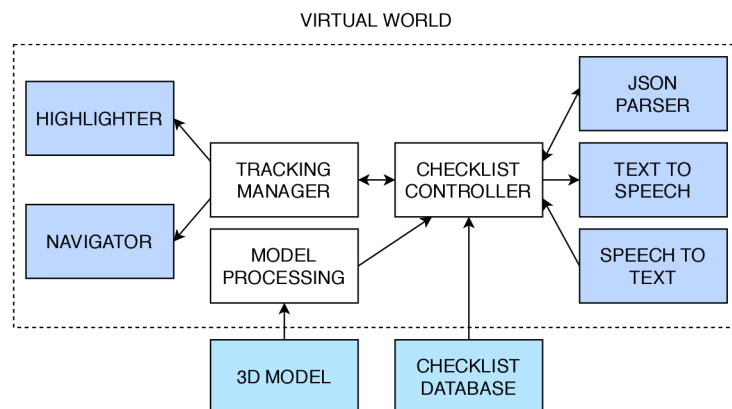 VIRTUAL WORLD
HIGHLIGHTER
NAVIGATOR
TRACKING
MANAGER
MODEL
PROCESSING
CHECKLIST
CONTROLLER
JSON
PARSER
TEXT TO
SPEECH
SPEECH TO
TEXT
3D MODEL
CHECKLIST
DATABASE